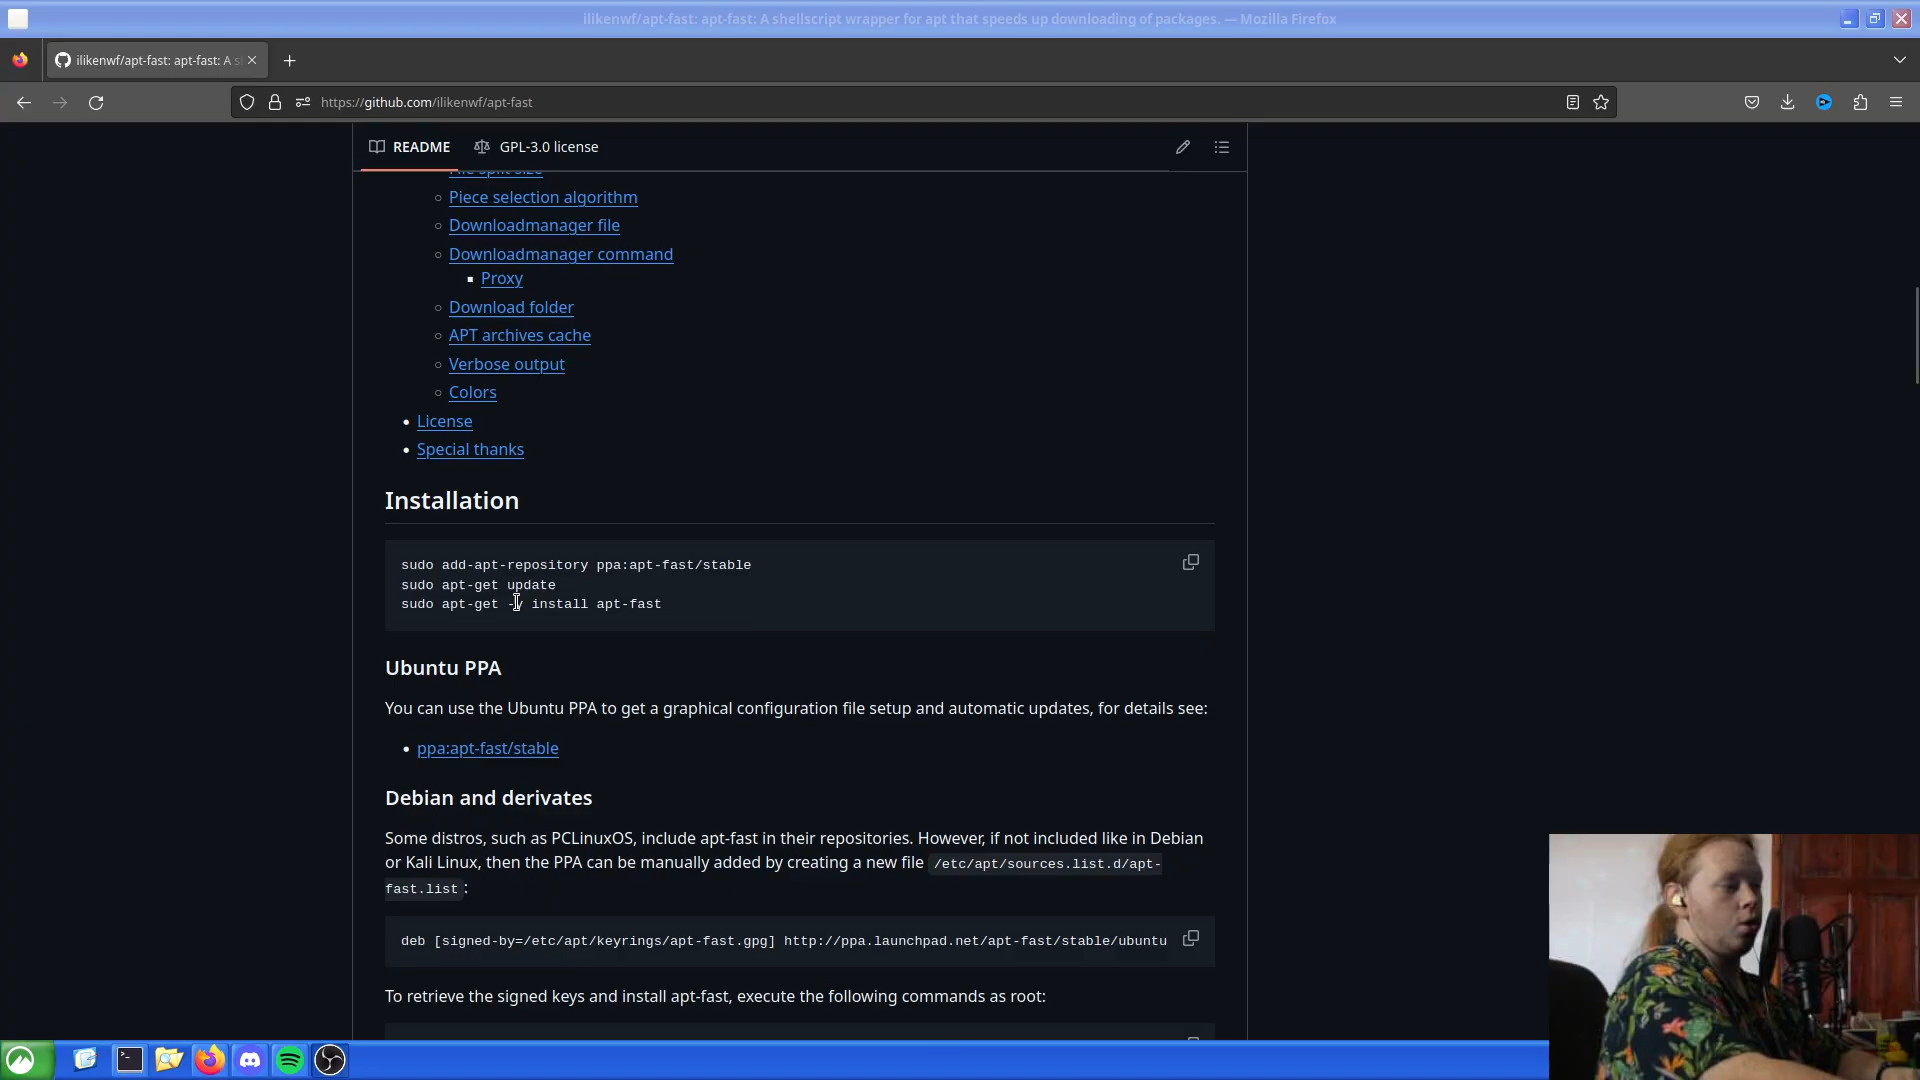 ilikenwf/apt-fast: apt-fast: A shellscript wrapper for apt that speeds up downloading of packages. — Mozilla Firefox
ilikenwf/apt-fast: apt-fast: A s
https://github.com/ilikenwf/apt-fast
README
GPL-3.0 license
File split size
Piece selection algorithm
Downloadmanager file
Downloadmanager command
Proxy
Download folder
APT archives cache
Verbose output
Colors
License
Special thanks
Installation
sudo add-apt-repository ppa:apt-fast/stable
sudo apt-get update
sudo apt-get -y install apt-fast
Ubuntu PPA
You can use the Ubuntu PPA to get a graphical configuration file setup and automatic updates, for details see:
ppa:apt-fast/stable
Debian and derivates
Some distros, such as PCLinuxOS, include apt-fast in their repositories. However, if not included like in Debian
or Kali Linux, then the PPA can be manually added by creating a new file /etc/apt/sources.list.d/apt-
fast.list :
deb [signed-by=/etc/apt/keyrings/apt-fast.gpg] http://ppa.launchpad.net/apt-fast/stable/ubuntu
To retrieve the signed keys and install apt-fast, execute the following commands as root: